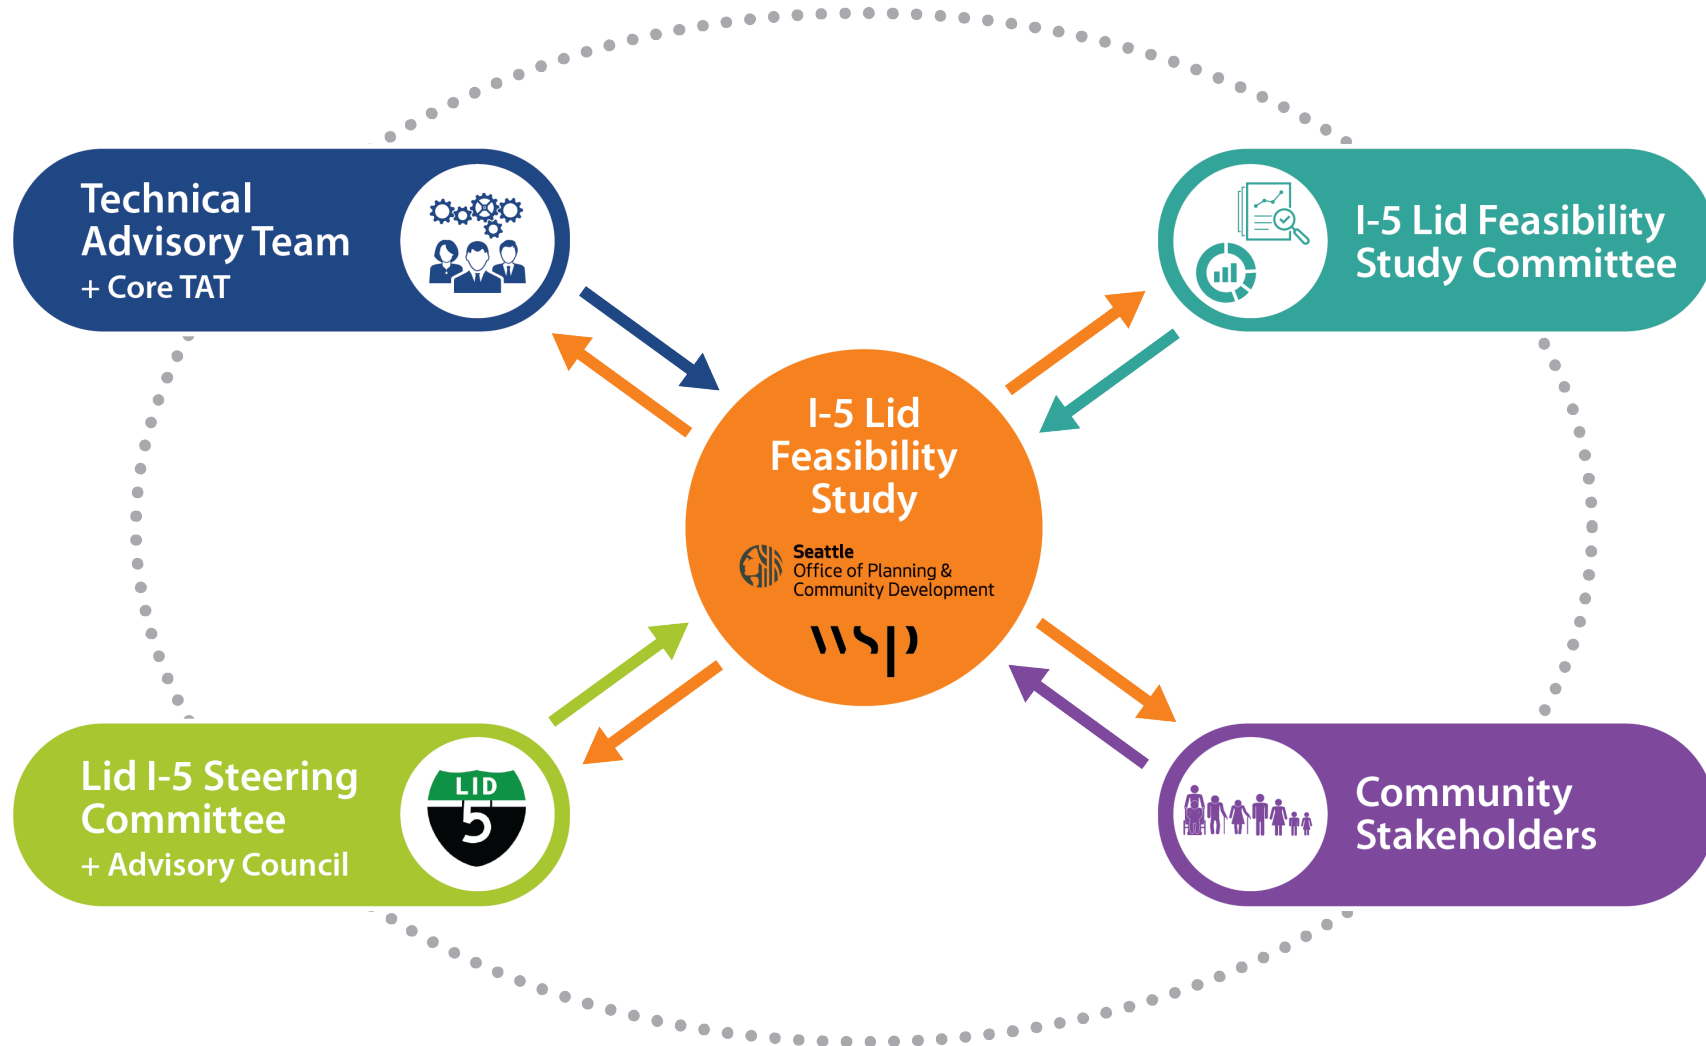 Technical
Advisory Team
+ Core TAT
I-5 Lid Feasibility
Study Committee
I-5 Lid
Feasibility
Study
Seattle
Office of Planning &
Community Development
wsp
Lid I-5 Steering
Committee
+ Advisory Council
LID
5
Community
Stakeholders